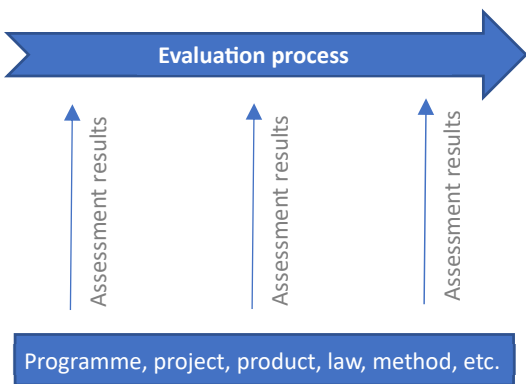 Evaluation process
Assessment results
Assessment results
Assessment results
Programme, project, product, law, method, etc.